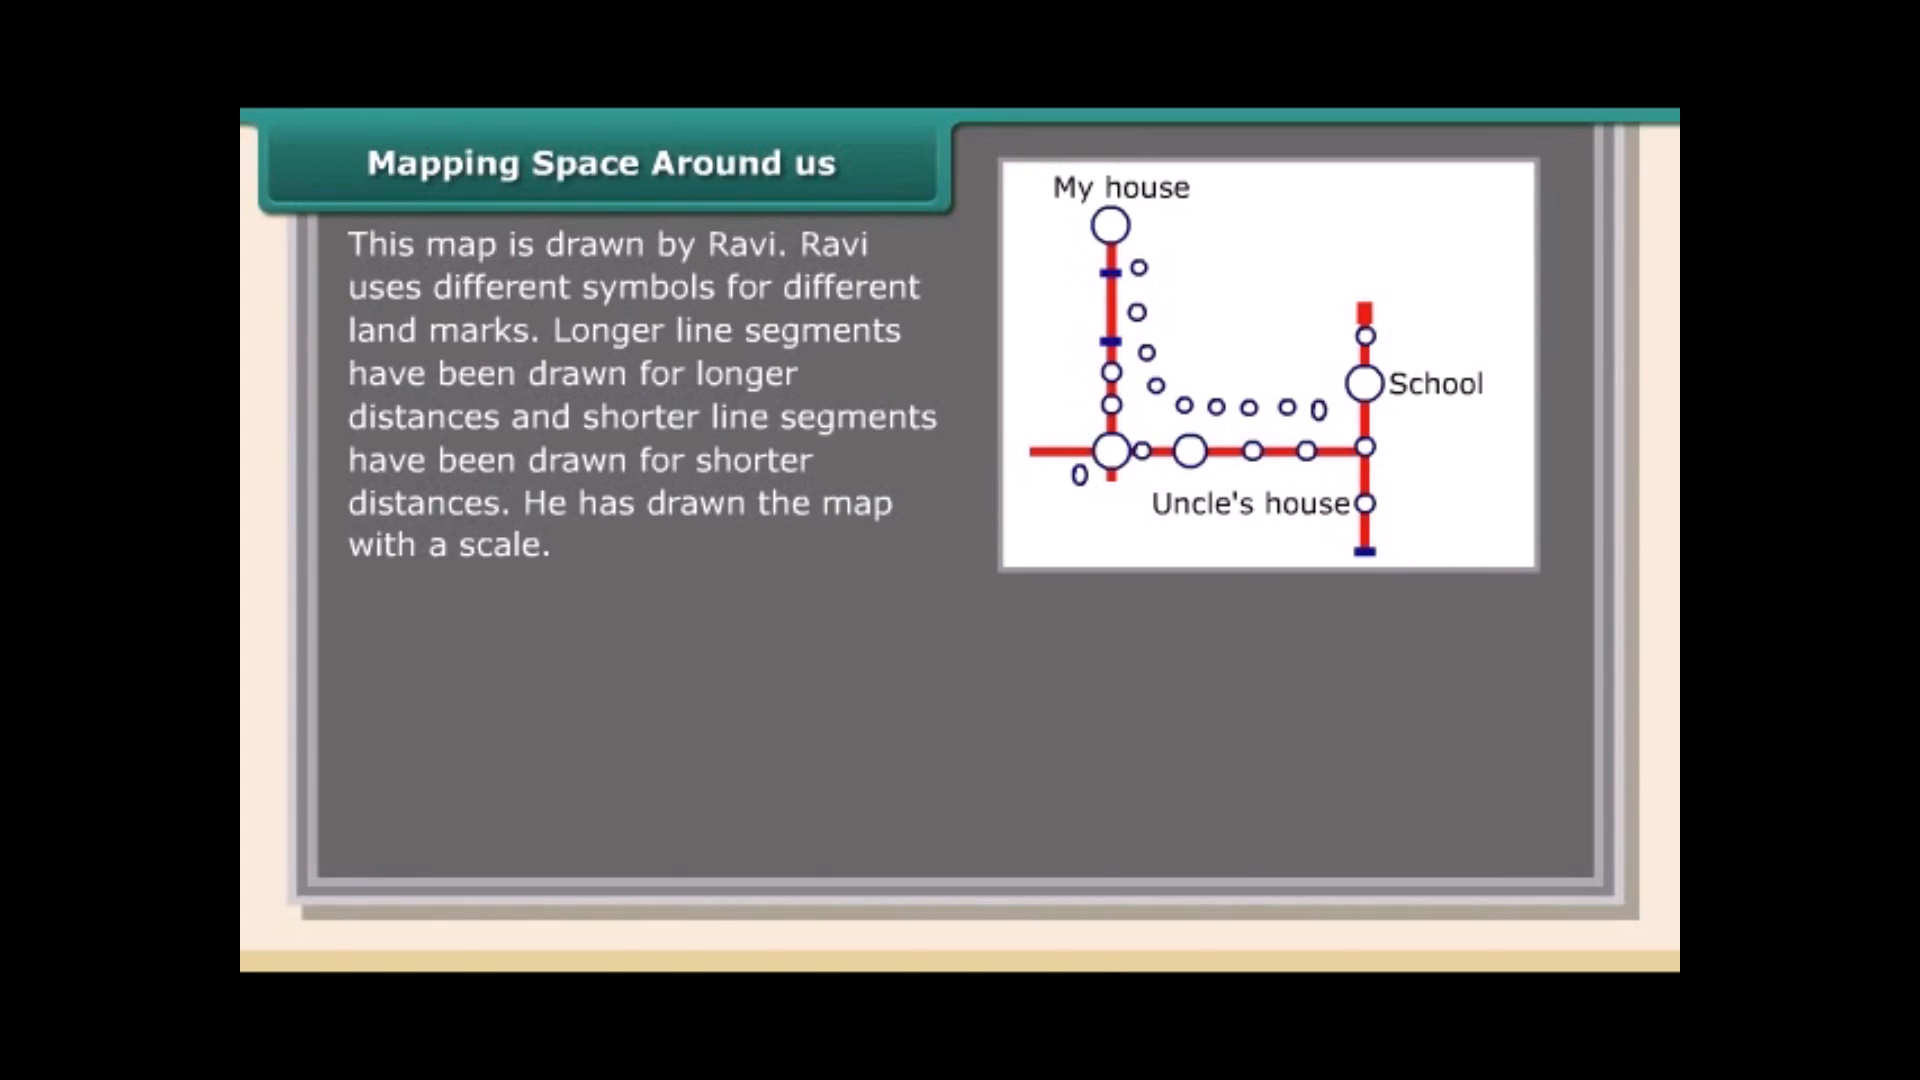 Mapping Space Around us
This map is drawn by Ravi. Ravi
uses different symbols for different
land marks. Longer line segments
have been drawn for longer
distances and shorter line segments
have been drawn for shorter
distances. He has drawn the map
with a scale.
My house
School
Uncle's house